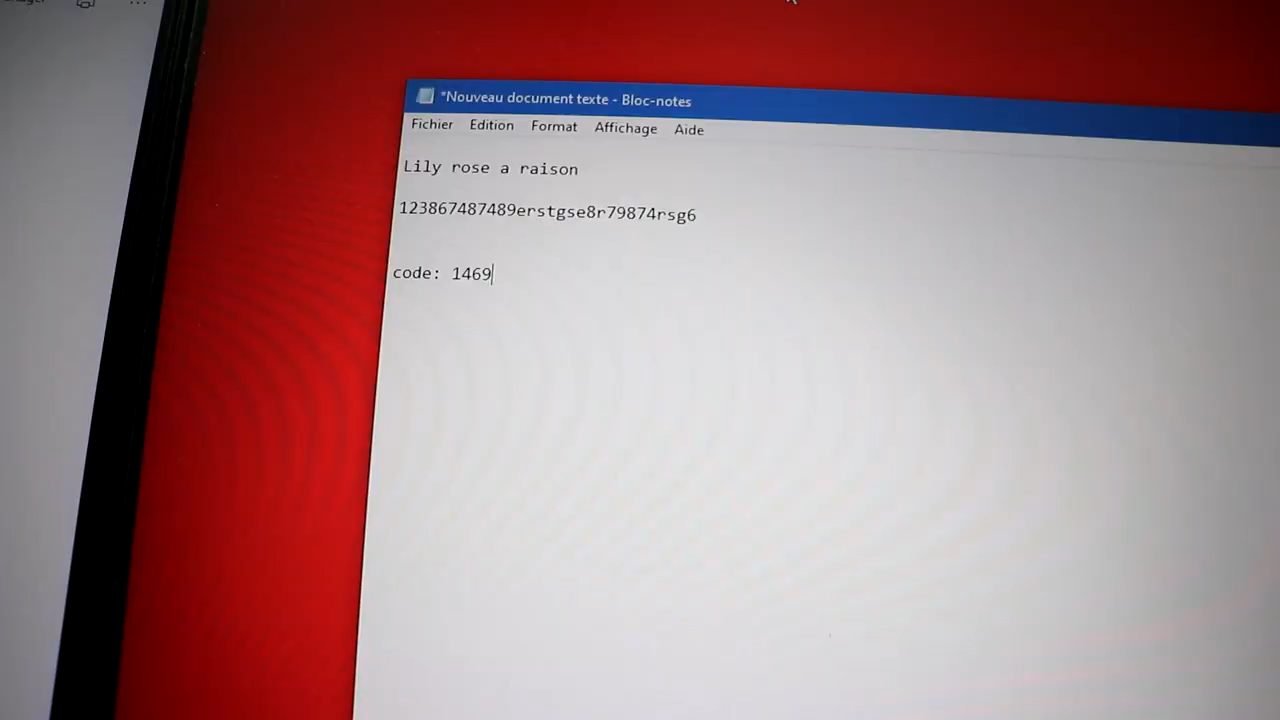 *Nouveau document texte - Bloc-notes
Fichier Edition Format Affichage Aide
Lily rose a raison
123867487489erstgse8r79874rsg6
code: 1469